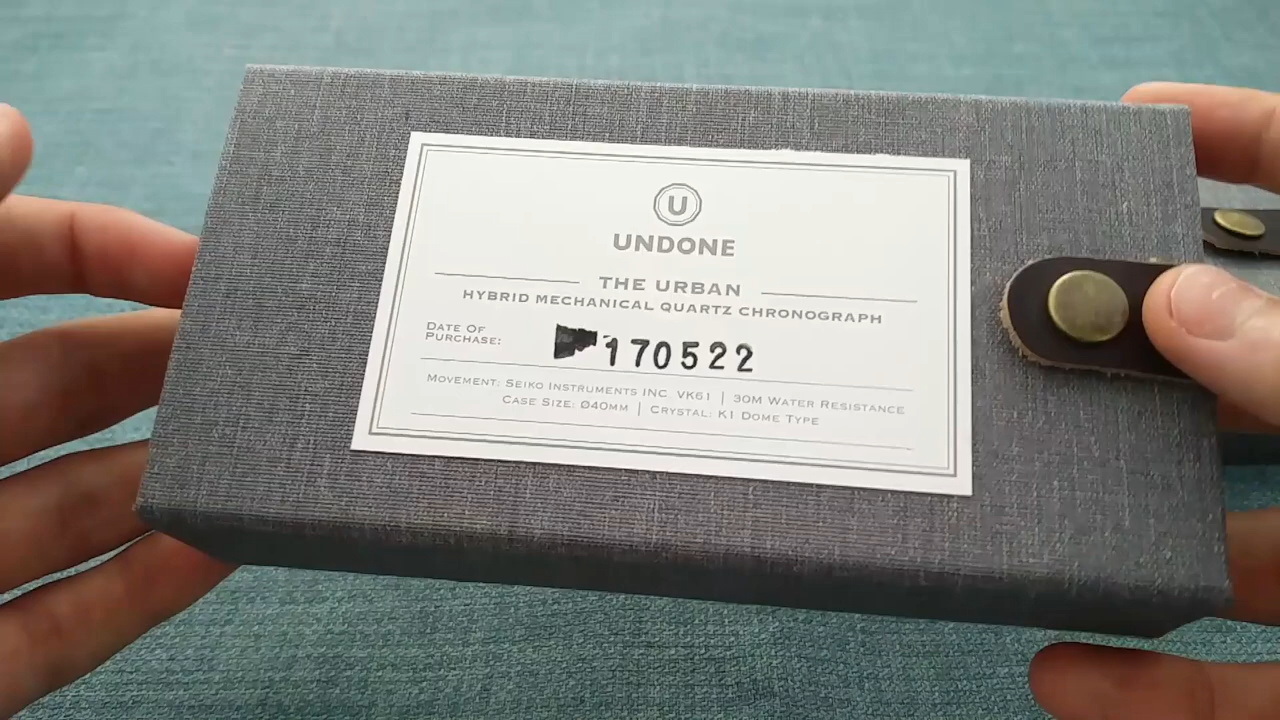 U
UNDONE
THE URBAN
HYBRID MECHANICAL QUARTZ CHRONOGRAPH
DATE OF
PURCHASE:
170522
MOVEMENT: SEIKO INSTRUMENTS INC VK61 | 30M WATER RESISTANCE
CASE SIZE: Ø40MM | CRYSTAL: K1 DOME TYPE